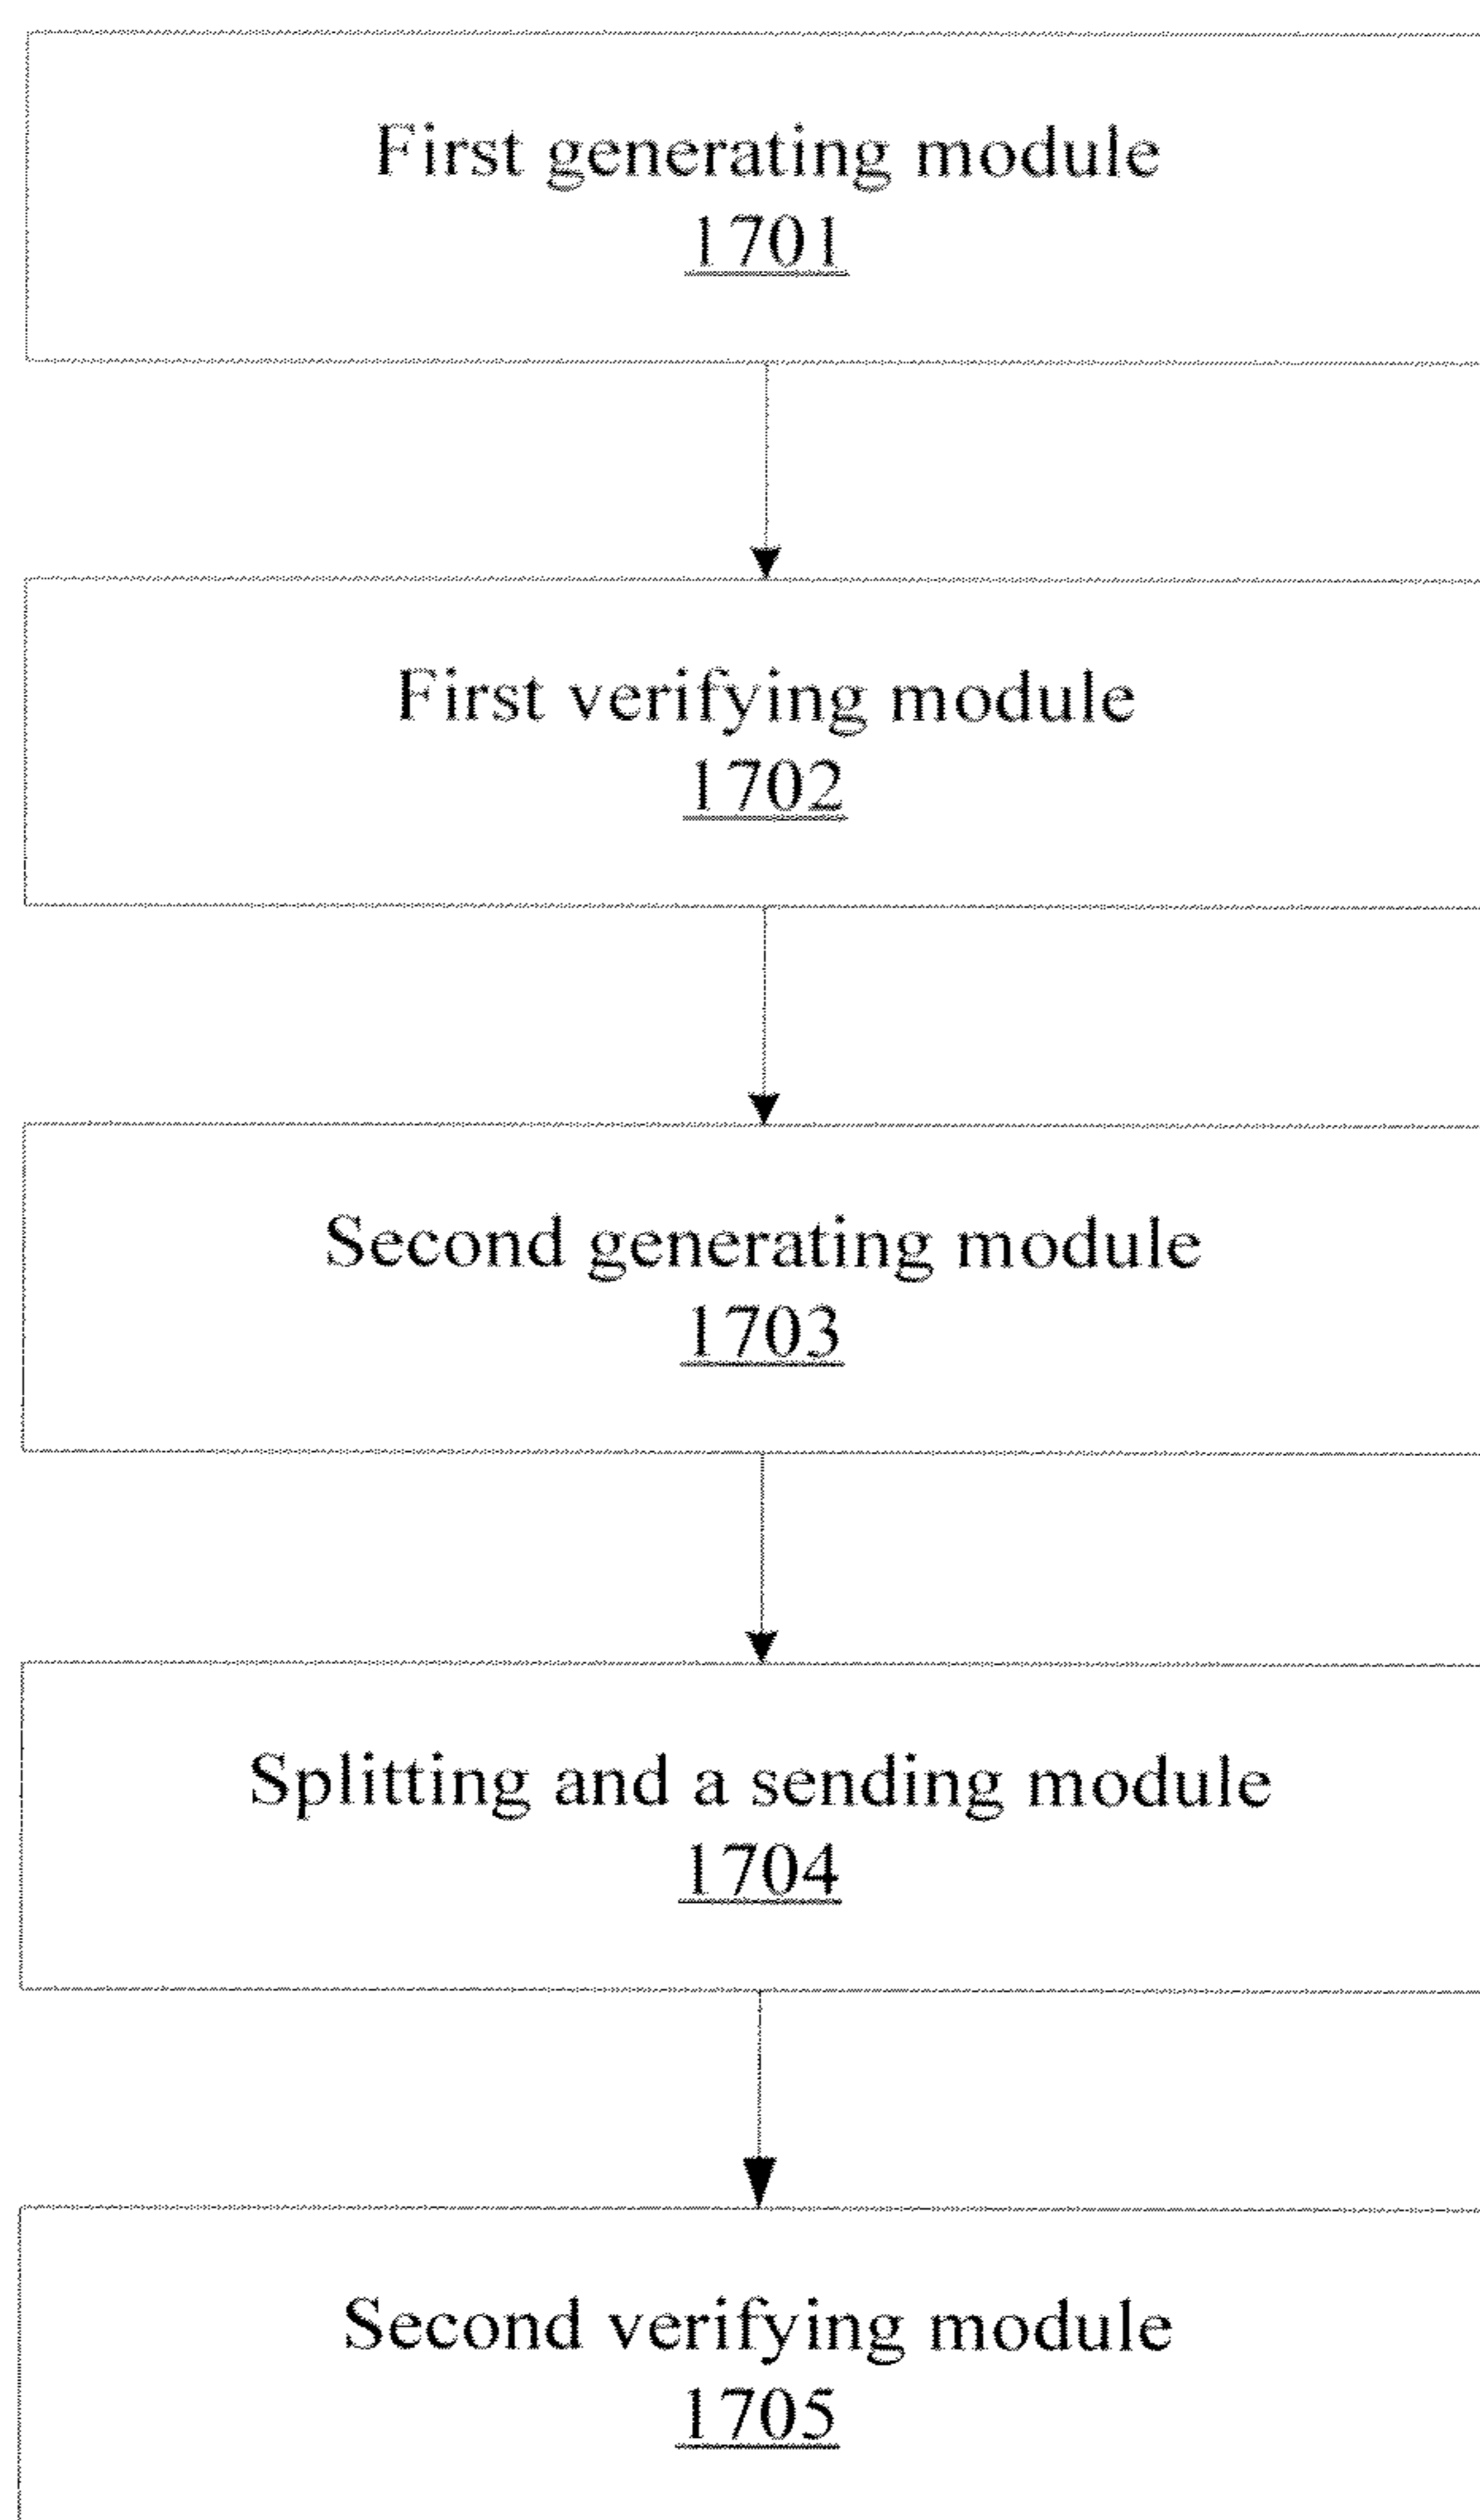 First generating module
1701
First verifying module
1702
Second generating module
1703
Splitting and a sending module
1704
Second verifying module
1705